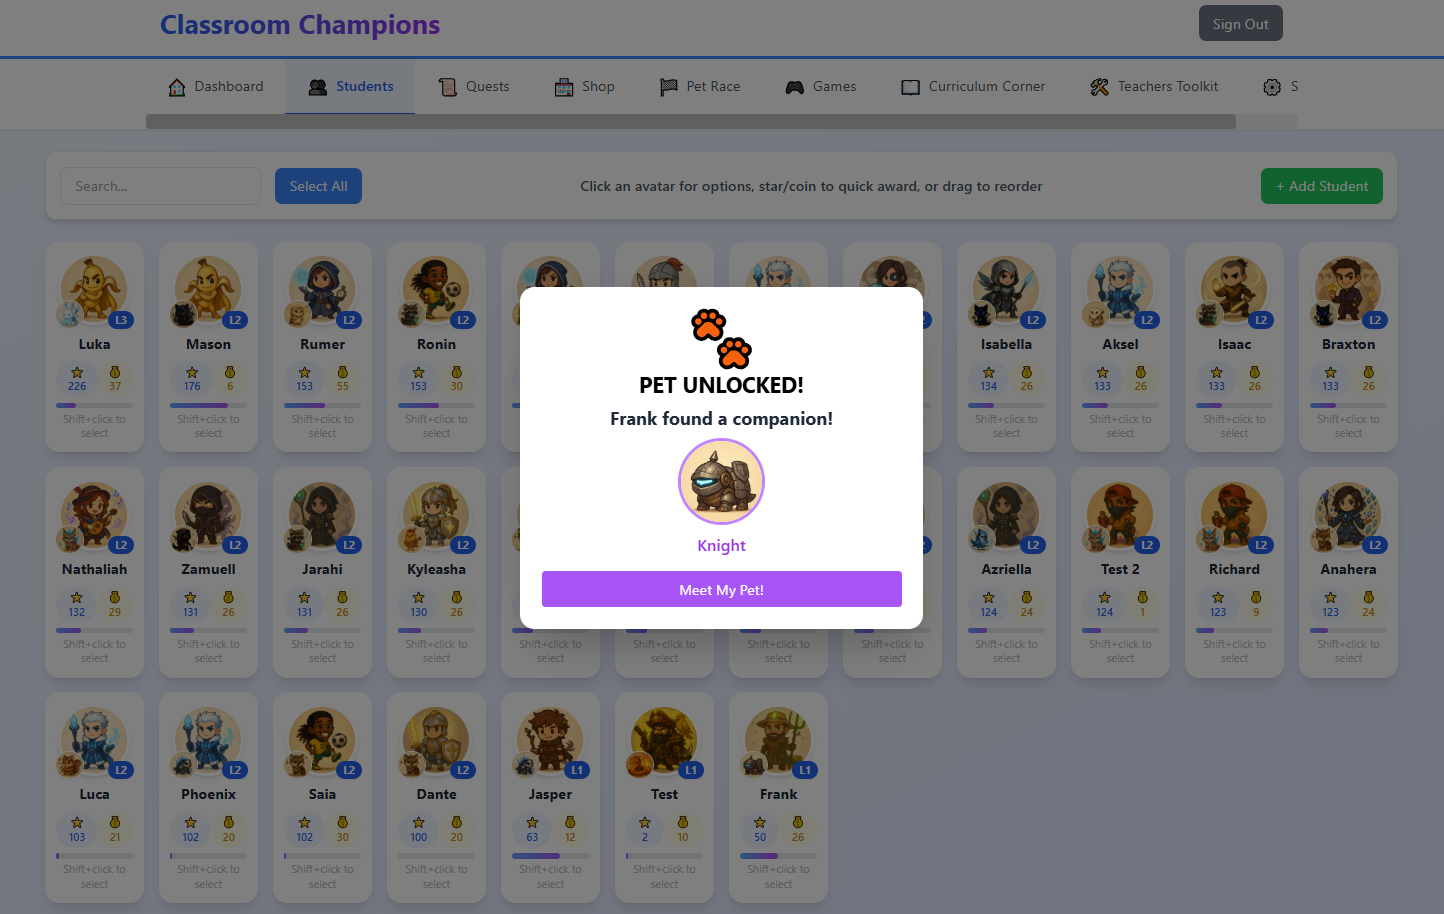 Classroom Champions
Sign Out
Dashboard
Students
Quests
Shop
Pet Race
Games
Curriculum Corner
Teachers Toolkit
S
Search...
Select All
Click an avatar for options, star/coin to quick award, or drag to reorder
+ Add Student
L3
L2
L2
L2
L2
L2
L2
L2
Luka
Mason
Rumer
Ronin
Isabella
Aksel
Isaac
Braxton
226 37
176 6
153 55
153 30
134 26
133 26
133 26
133 26
Shift+click to
select
Shift+click to
select
Shift+click to
select
Shift+click to
select
Shift+click to
select
Shift+click to
select
Shift+click to
select
Shift+click to
select
PET UNLOCKED!
Frank found a companion!
Knight
Meet My Pet!
L2
L2
L2
L2
L2
L2
L2
L2
Nathaliah
Zamuell
Jarahi
Kyleasha
Azriella
Test 2
Richard
Anahera
132 29
131 26
131 26
130 26
124 24
124 1
123 9
123 24
Shift+click to
select
Shift+click to
select
Shift+click to
select
Shift+click to
select
Shift+click to
select
Shift+click to
select
Shift+click to
select
Shift+click to
select
Shift+click to
select
Shift+click to
select
Shift+click to
select
Shift+click to
select
L2
L2
L2
L2
L1
L1
L1
Luca
Phoenix
Saia
Dante
Jasper
Test
Frank
103 21
102 20
102 30
100 20
63 12
2 10
50 26
Shift+click to
select
Shift+click to
select
Shift+click to
select
Shift+click to
select
Shift+click to
select
Shift+click to
select
Shift+click to
select